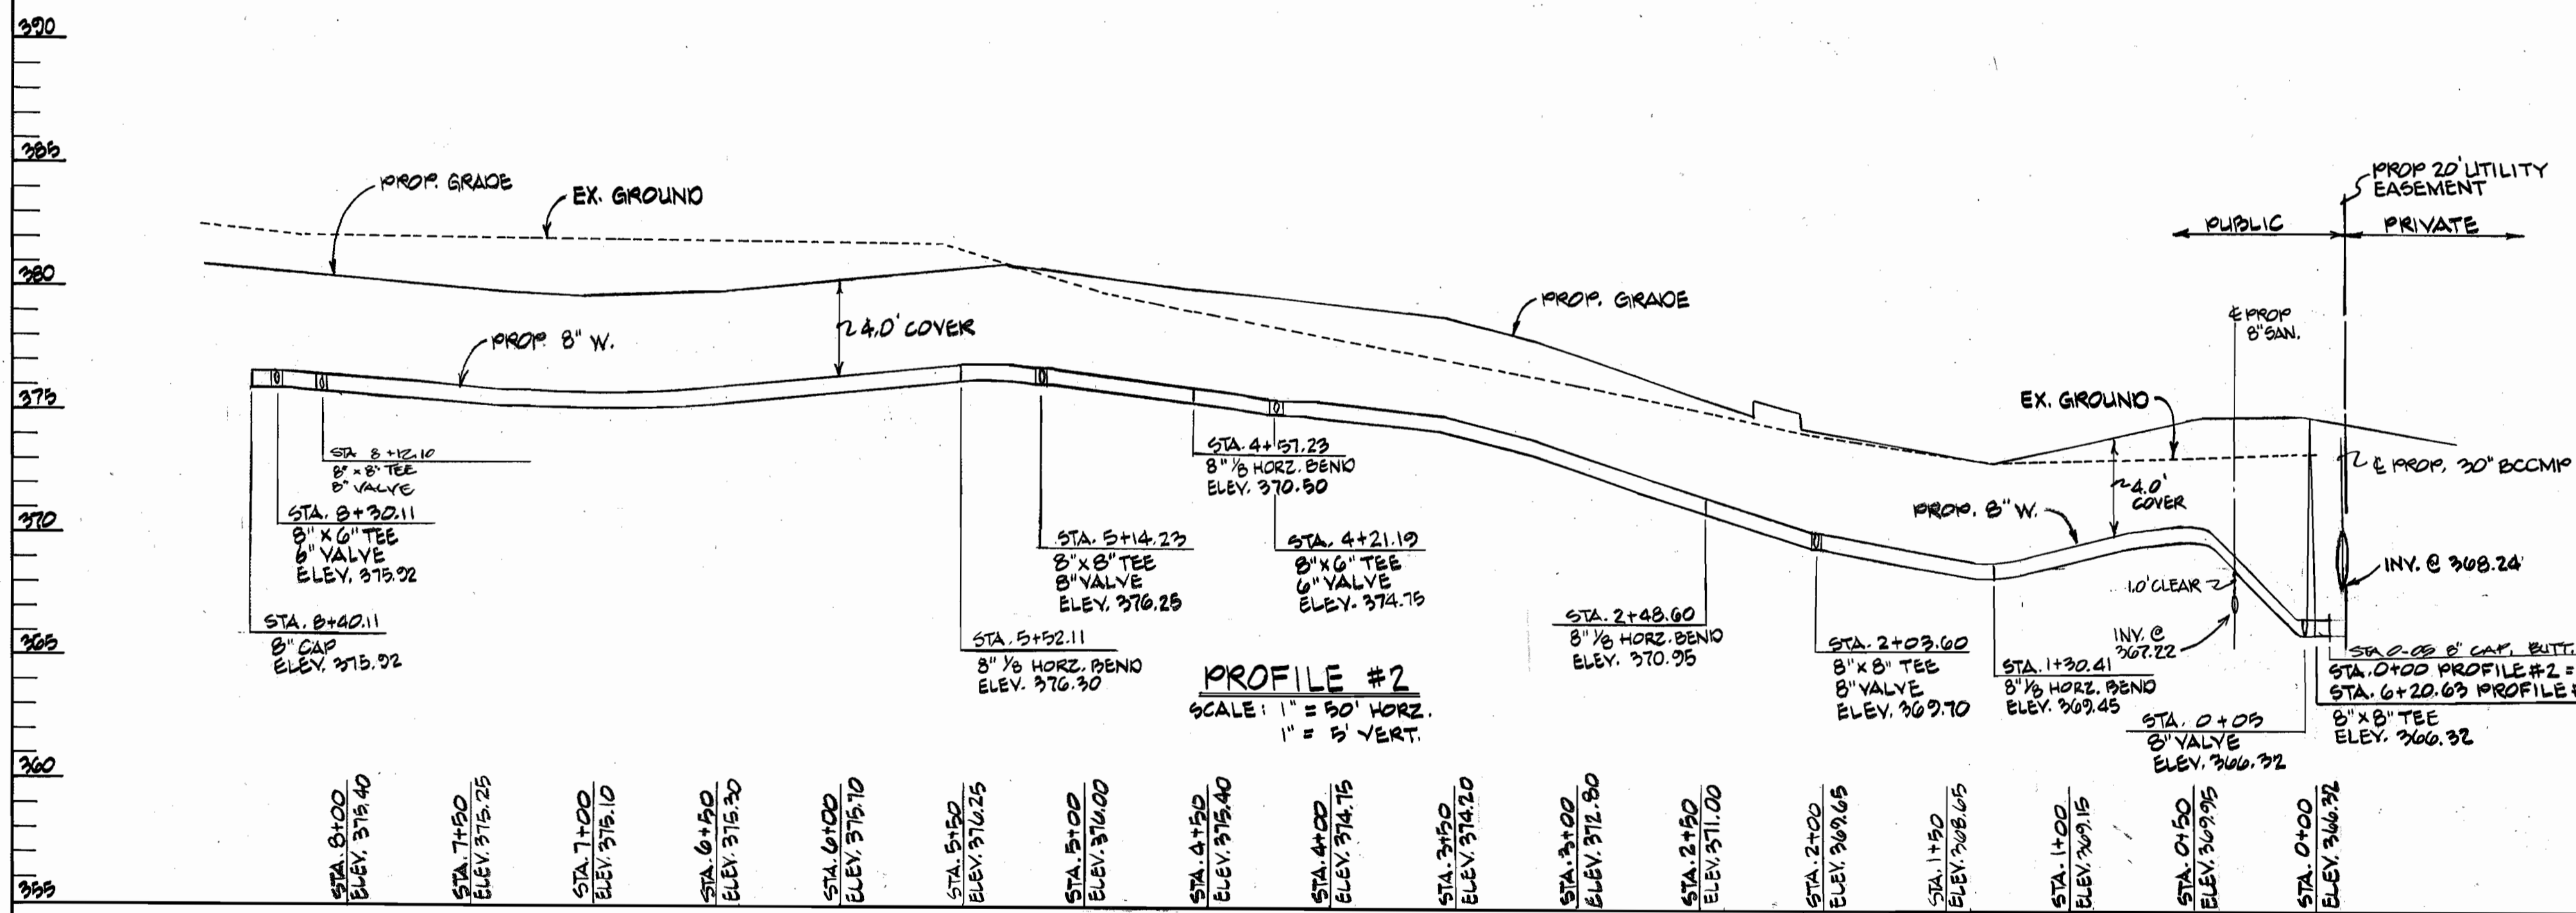 390
385
380
375
370
365
360
355
PROP. GRADE
EX. GROUND
PROP. 8" W.
4.0' COVER
PROP. GRADE
PROP 20' UTILITY
EASEMENT
PUBLIC
PRIVATE
℄ PROP
8" SAN.
EX. GROUND
℄ PROP. 30" BCCMP
4.0'
COVER
PROP. 8" W.
1.0' CLEAR
INV. @ 368.24'
INV. @
367.22
STA 8+12.10
8" x 8" TEE
8" VALVE
STA. 8+30.11
8" X 6" TEE
6" VALVE
ELEV. 375.92
STA. 8+40.11
8" CAP
ELEV. 375.92
STA. 5+52.11
8" 1/8 HORZ. BEND
ELEV. 376.30
STA. 5+14.23
8" X 8" TEE
8" VALVE
ELEV. 376.25
STA. 4+57.23
8" 1/8 HORZ. BEND
ELEV. 370.50
STA. 4+21.19
8" X 6" TEE
6" VALVE
ELEV. 374.75
STA. 2+48.60
8" 1/8 HORZ. BEND
ELEV. 370.95
STA. 2+03.60
8" X 8" TEE
8" VALVE
ELEV. 369.70
STA. 1+30.41
8" 1/8 HORZ. BEND
ELEV. 369.45
STA. 0+05
8" VALVE
ELEV. 366.32
STA 0-05 8" CAP, BUTT.
STA. 0+00 PROFILE #2 =
STA. 6+20.63 PROFILE #
8" X 8" TEE
ELEV. 366.32
PROFILE #2
SCALE: 1" = 50' HORZ.
1" = 5' VERT.
STA. 8+00
ELEV. 375.40
STA. 7+50
ELEV. 375.25
STA. 7+00
ELEV. 375.10
STA. 6+50
ELEV. 375.30
STA. 6+00
ELEV. 375.70
STA. 5+50
ELEV. 376.25
STA. 5+00
ELEV. 376.00
STA. 4+50
ELEV. 375.40
STA. 4+00
ELEV. 374.75
STA. 3+50
ELEV. 374.20
STA. 3+00
ELEV. 372.80
STA. 2+50
ELEV. 371.00
STA. 2+00
ELEV. 369.65
STA. 1+50
ELEV. 368.65
STA. 1+00
ELEV. 369.15
STA. 0+50
ELEV. 369.95
STA. 0+00
ELEV. 366.32